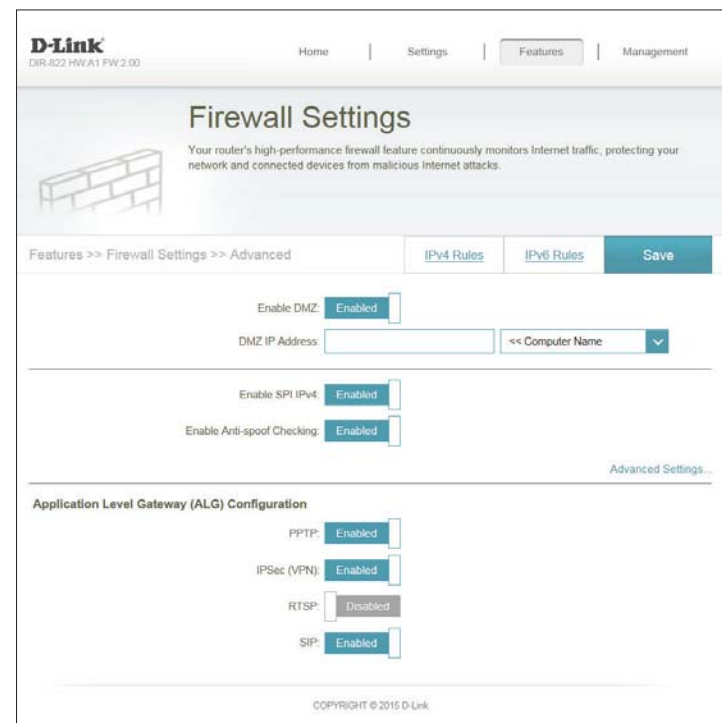 D-Link
DIR-822 HW:A1 FW:2.00
Home | Settings | Features | Management
Firewall Settings
Your router's high-performance firewall feature continuously monitors Internet traffic, protecting your
network and connected devices from malicious Internet attacks.
Features >> Firewall Settings >> Advanced
IPv4 Rules
IPv6 Rules
Save
Enable DMZ: Enabled
DMZ IP Address: << Computer Name
Enable SPI IPv4: Enabled
Enable Anti-spoof Checking: Enabled
Advanced Settings...
Application Level Gateway (ALG) Configuration
PPTP: Enabled
IPSec (VPN): Enabled
RTSP: Disabled
SIP: Enabled
COPYRIGHT © 2015 D-Link